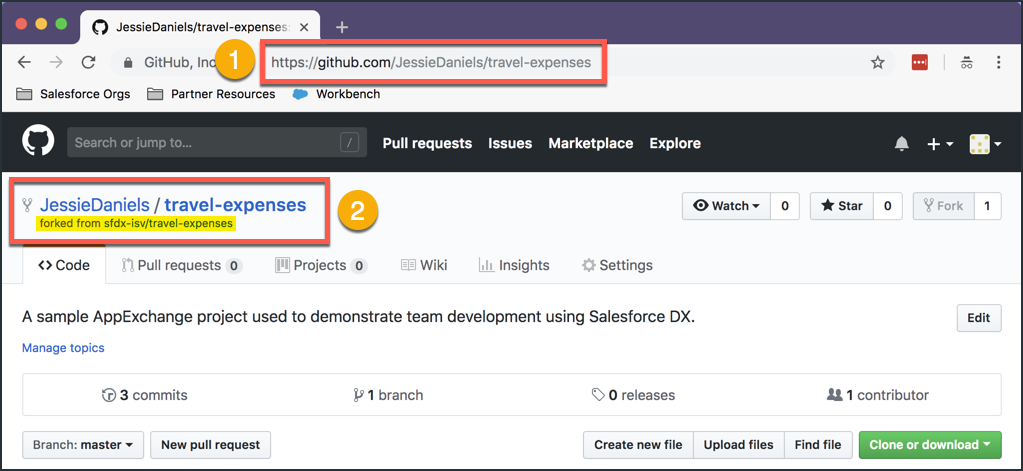 JessieDaniels/travel-expenses:
GitHub, Inc
1
https://github.com/JessieDaniels/travel-expenses
Salesforce Orgs Partner Resources Workbench
Search or jump to... / Pull requests Issues Marketplace Explore
JessieDaniels / travel-expenses
forked from sfdx-isv/travel-expenses
2
Watch 0 Star 0 Fork 1
Code Pull requests 0 Projects 0 Wiki Insights Settings
A sample AppExchange project used to demonstrate team development using Salesforce DX. Edit
Manage topics
3 commits 1 branch 0 releases 1 contributor
Branch: master New pull request Create new file Upload files Find file Clone or download